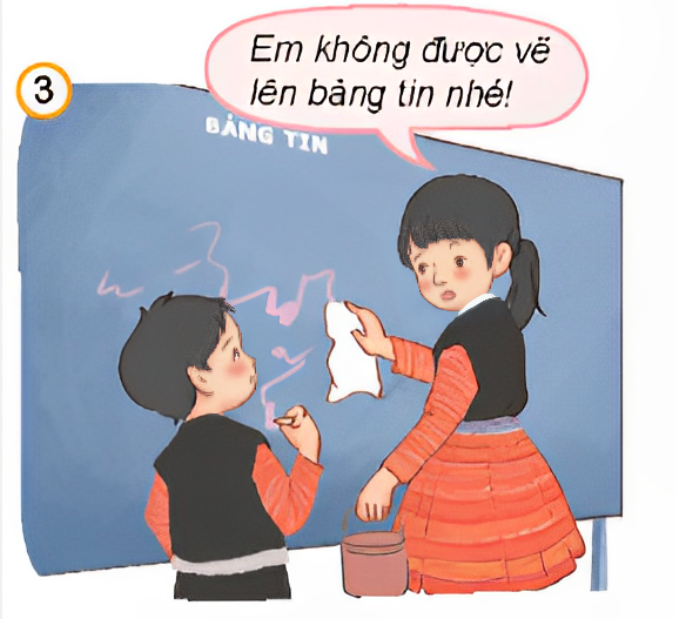 3
Em không được vẽ
lên bảng tin nhé!
BẢNG TIN